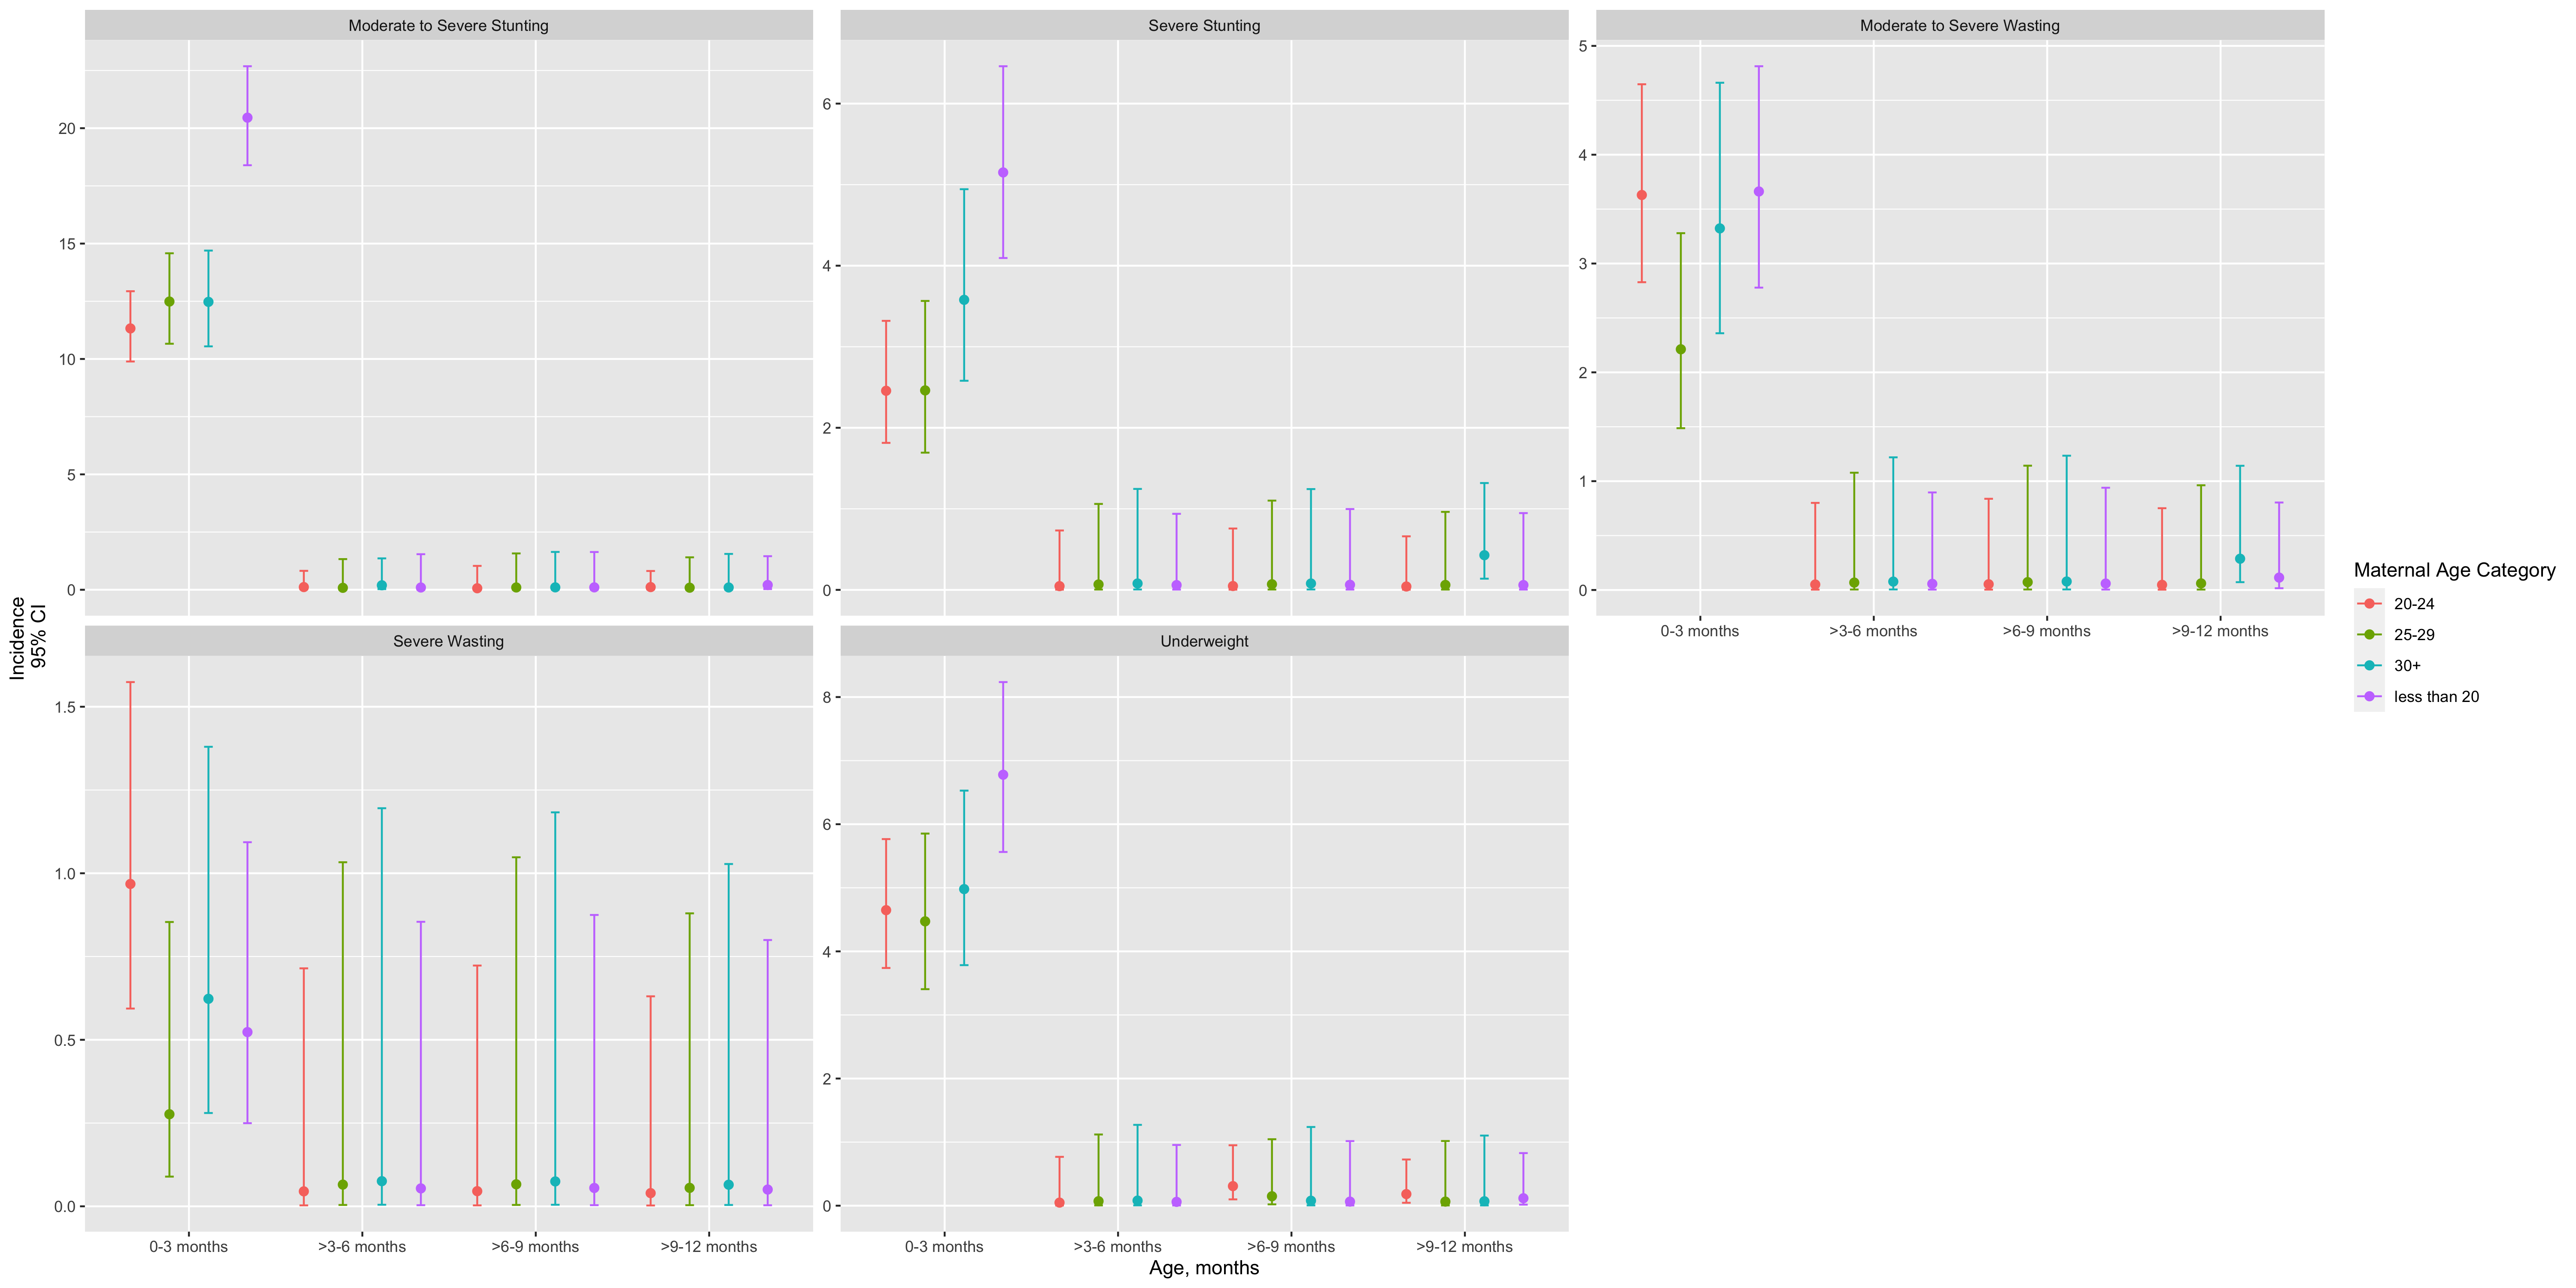 Moderate to Severe Stunting
Severe Stunting
Moderate to Severe Wasting
20
15
10
5
0
6
4
2
0
5
4
3
2
1
0
0-3 months
>3-6 months
>6-9 months
>9-12 months
Incidence
95% CI
Severe Wasting
Underweight
1.5
1.0
0.5
0.0
8
6
4
2
0
0-3 months
>3-6 months
>6-9 months
>9-12 months
0-3 months
>3-6 months
>6-9 months
>9-12 months
Age, months
Maternal Age Category
20-24
25-29
30+
less than 20